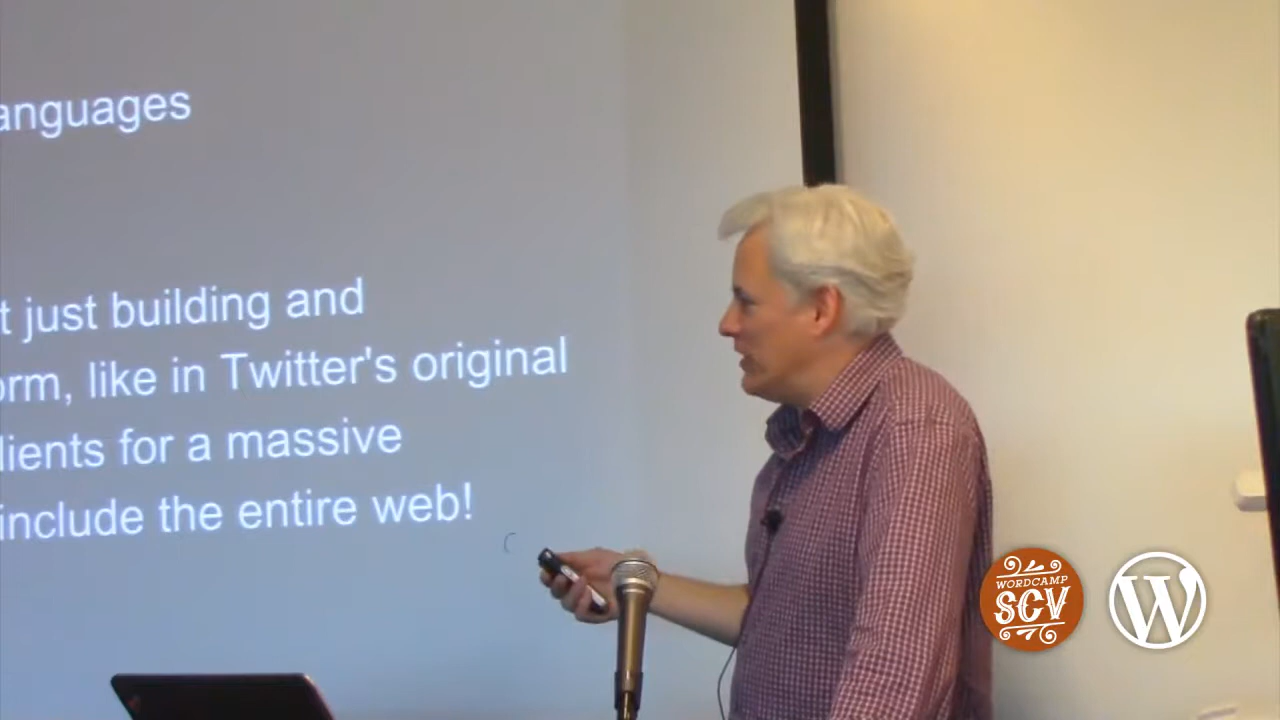 anguages
t just building and
orm, like in Twitter's original
lients for a massive
include the entire web!
WORDCAMP
SCV
W